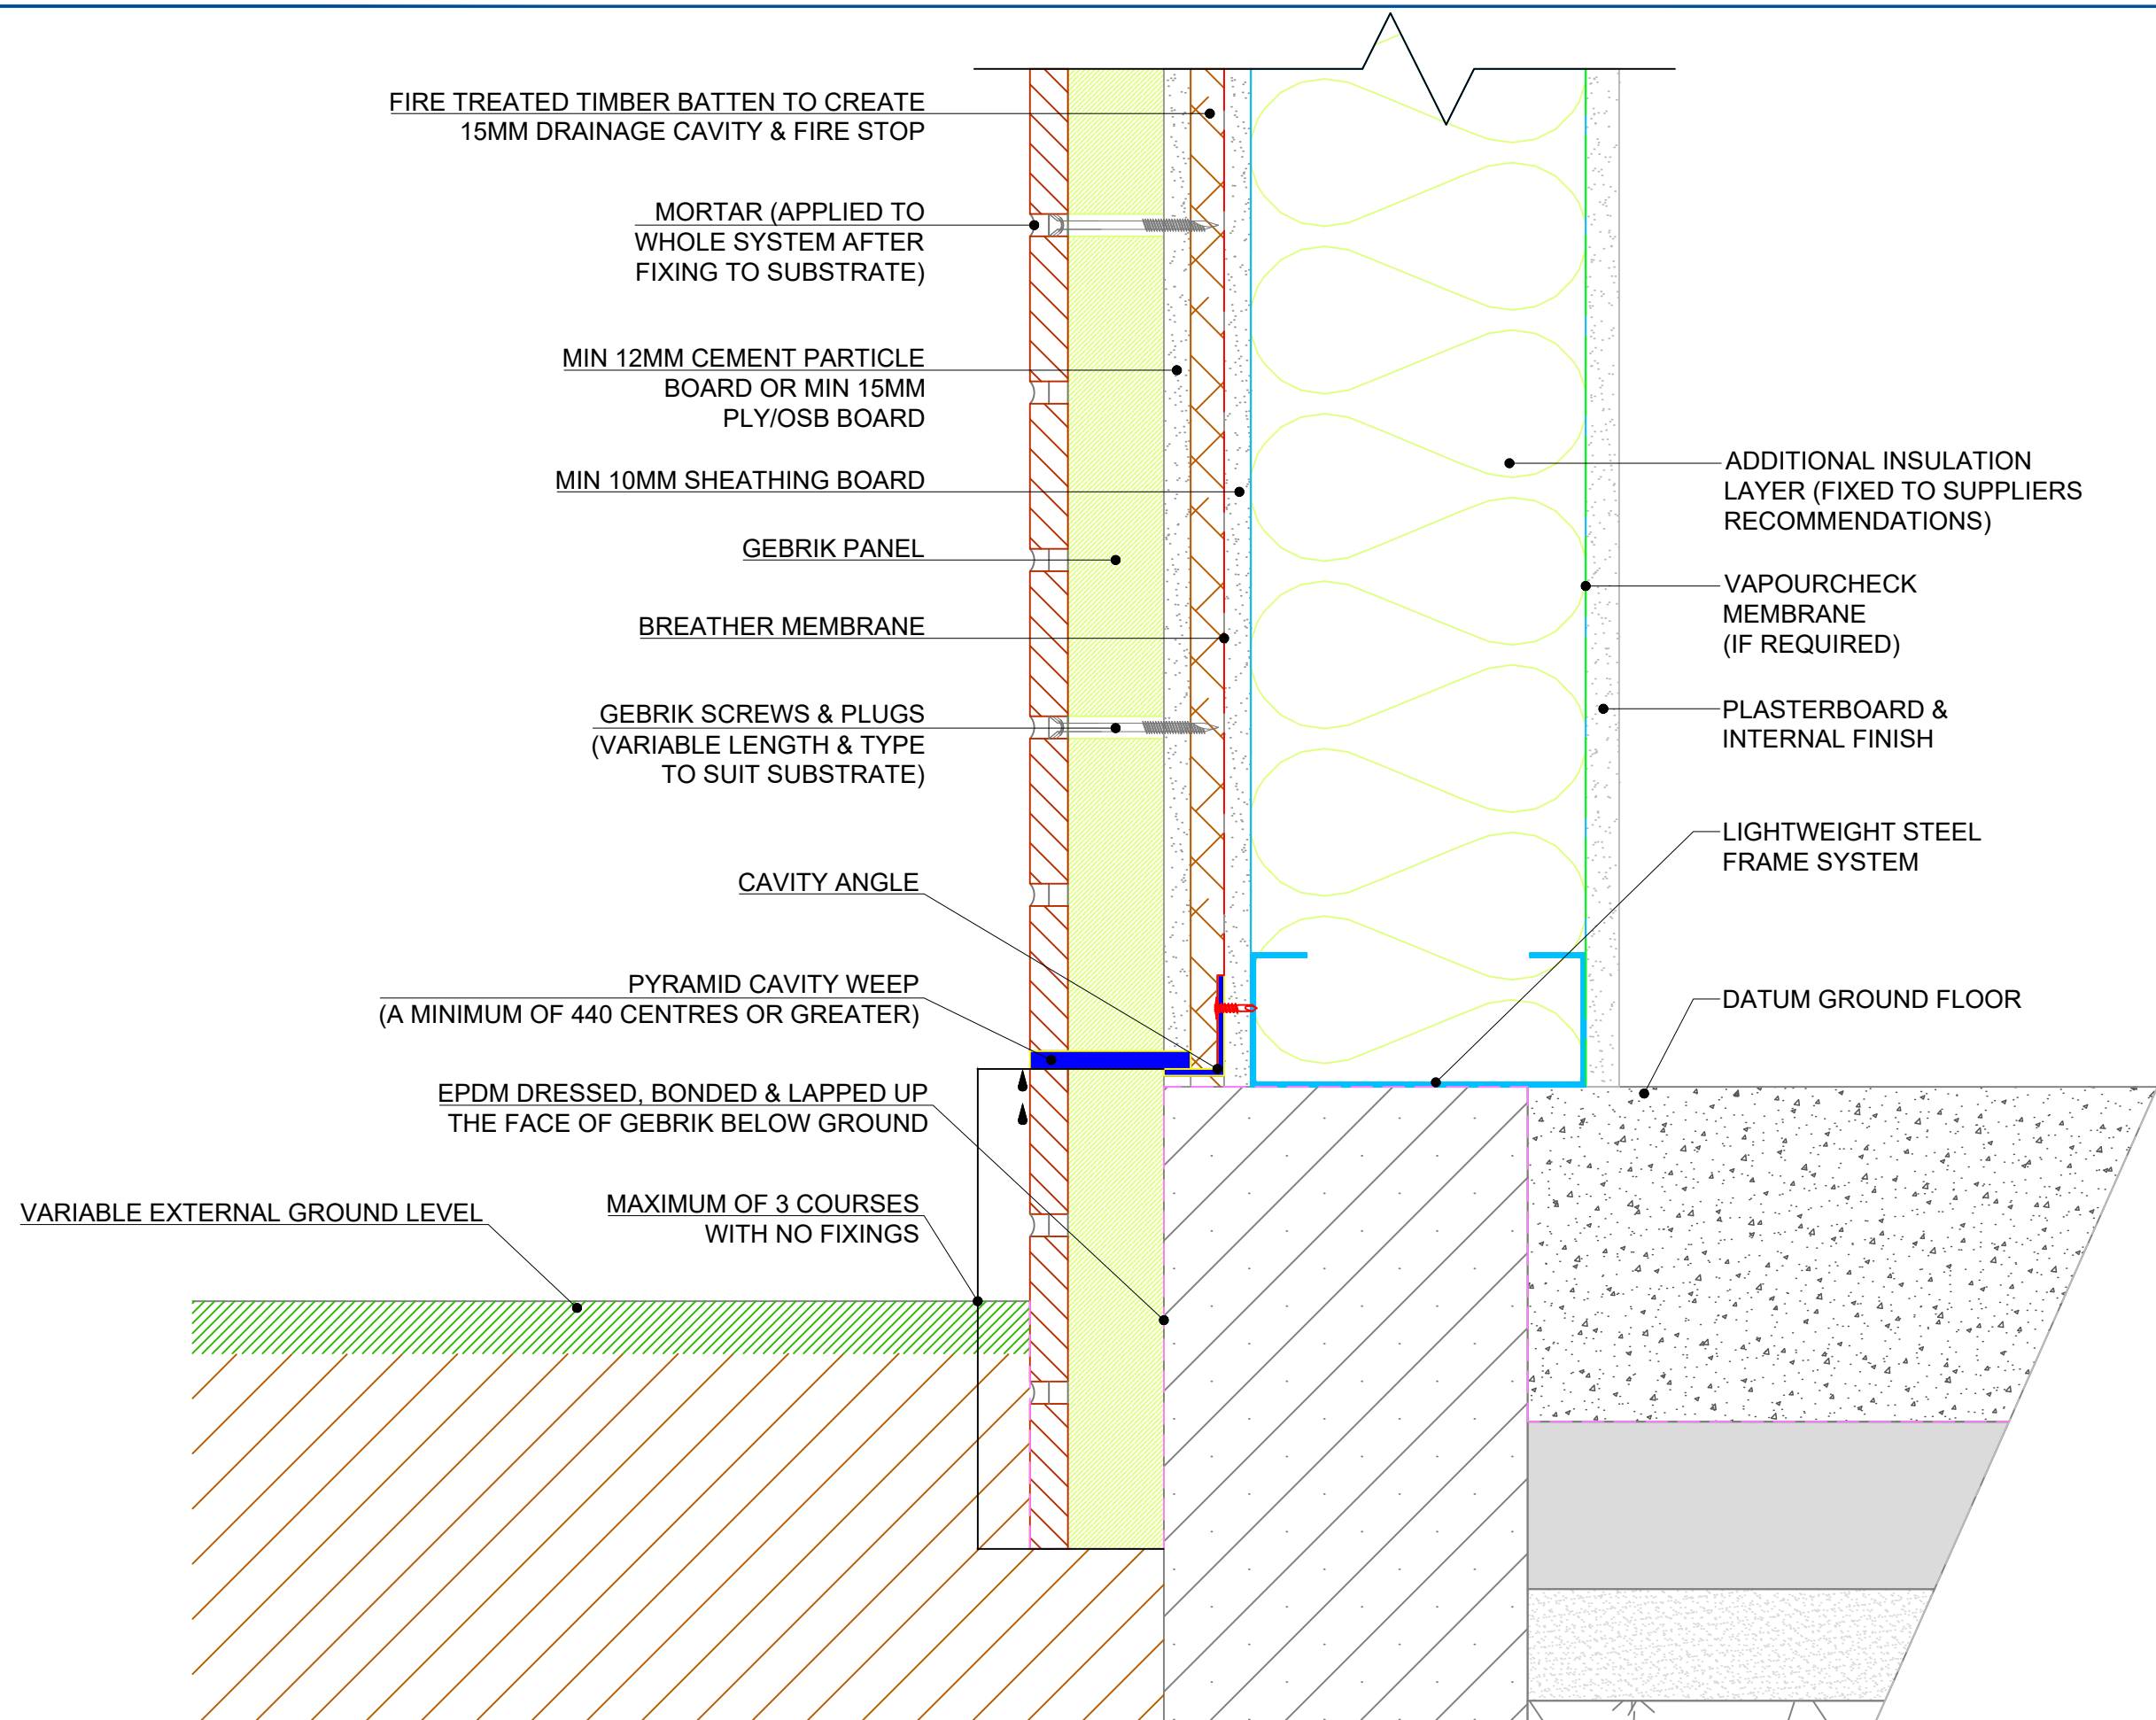 FIRE TREATED TIMBER BATTEN TO CREATE
15MM DRAINAGE CAVITY & FIRE STOP
MORTAR (APPLIED TO
WHOLE SYSTEM AFTER
FIXING TO SUBSTRATE)
MIN 12MM CEMENT PARTICLE
BOARD OR MIN 15MM
PLY/OSB BOARD
MIN 10MM SHEATHING BOARD
GEBRIK PANEL
BREATHER MEMBRANE
GEBRIK SCREWS & PLUGS
(VARIABLE LENGTH & TYPE
TO SUIT SUBSTRATE)
CAVITY ANGLE
PYRAMID CAVITY WEEP
(A MINIMUM OF 440 CENTRES OR GREATER)
EPDM DRESSED, BONDED & LAPPED UP
THE FACE OF GEBRIK BELOW GROUND
MAXIMUM OF 3 COURSES
WITH NO FIXINGS
VARIABLE EXTERNAL GROUND LEVEL
ADDITIONAL INSULATION
LAYER (FIXED TO SUPPLIERS
RECOMMENDATIONS)
VAPOURCHECK
MEMBRANE
(IF REQUIRED)
PLASTERBOARD &
INTERNAL FINISH
LIGHTWEIGHT STEEL
FRAME SYSTEM
DATUM GROUND FLOOR